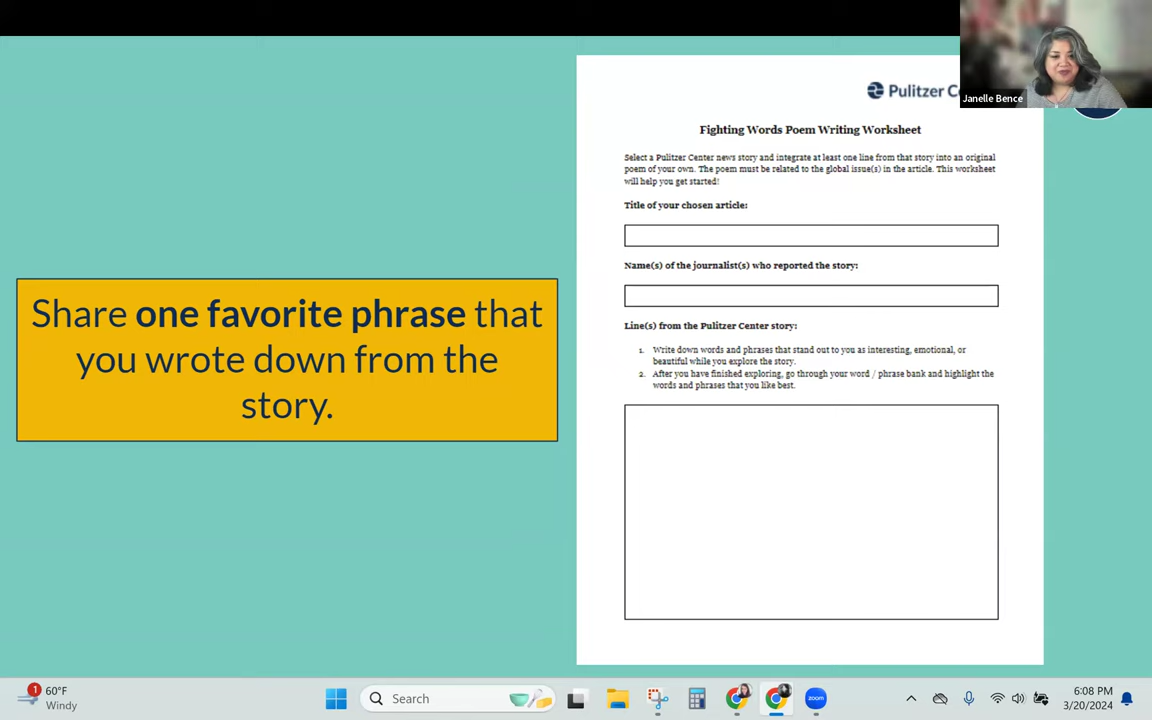 Pulitzer C
Janelle Bence
Fighting Words Poem Writing Worksheet
Select a Pulitzer Center news story and integrate at least one line from that story into an original
poem of your own. The poem must be related to the global issue(s) in the article. This worksheet
will help you get started!
Title of your chosen article:
Name(s) of the journalist(s) who reported the story:
Line(s) from the Pulitzer Center story:
1. Write down words and phrases that stand out to you as interesting, emotional, or
beautiful while you explore the story.
2. After you have finished exploring, go through your word / phrase bank and highlight the
words and phrases that you like best.
Share one favorite phrase that
you wrote down from the
story.
1
60°F
Windy
Search
zoom
6:08 PM
3/20/2024